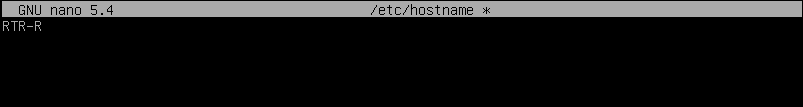 GNU nano 5.4 /etc/hostname *
RTR-R